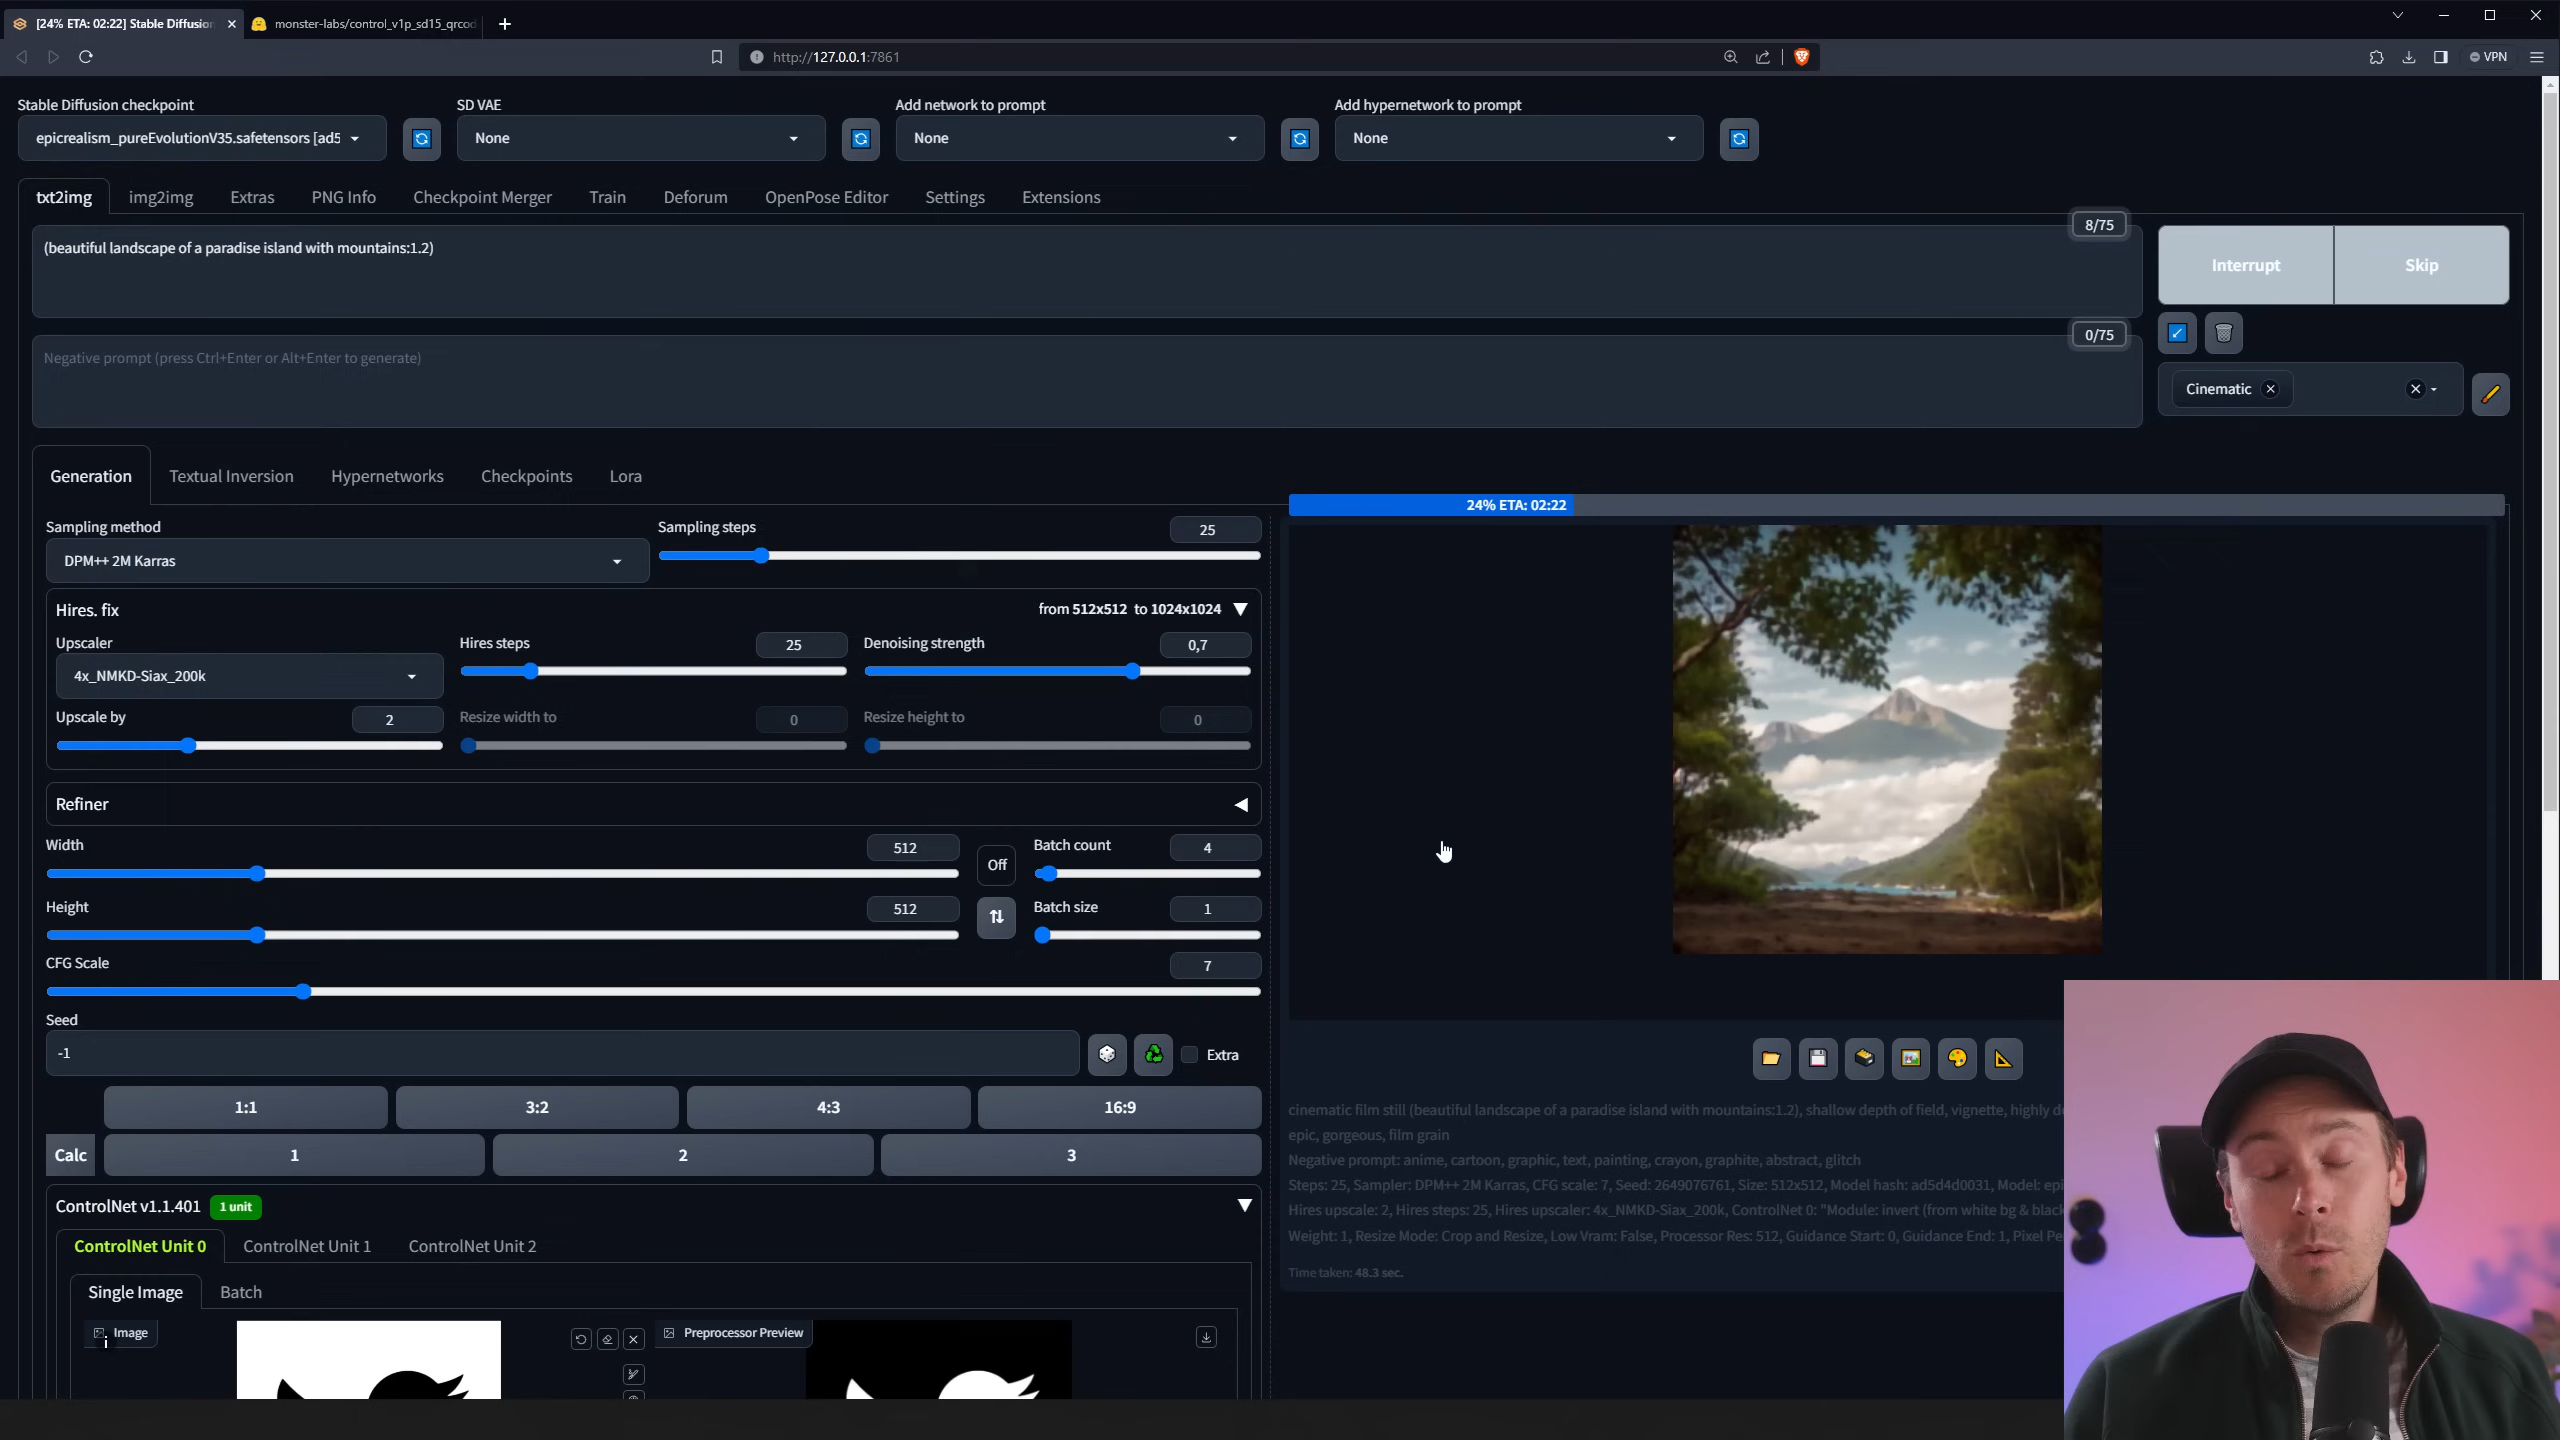 [24% ETA: 02:22] Stable Diffusion
monster-labs/control_v1p_sd15_qrcod
http://127.0.0.1:7861
VPN
Stable Diffusion checkpoint
SD VAE
Add network to prompt
Add hypernetwork to prompt
epicrealism_pureEvolutionV35.safetensors [ad5
None
None
None
txt2img
img2img
Extras
PNG Info
Checkpoint Merger
Train
Deforum
OpenPose Editor
Settings
Extensions
(beautiful landscape of a paradise island with mountains:1.2)
8/75
Interrupt
Skip
Negative prompt (press Ctrl+Enter or Alt+Enter to generate)
0/75
Cinematic
Generation
Textual Inversion
Hypernetworks
Checkpoints
Lora
24% ETA: 02:22
Sampling method
Sampling steps
25
DPM++ 2M Karras
Hires. fix
from 512x512 to 1024x1024
Upscaler
Hires steps
25
Denoising strength
0,7
4x_NMKD-Siax_200k
Upscale by
2
Resize width to
0
Resize height to
0
Refiner
Width
512
Off
Batch count
4
Height
512
Batch size
1
CFG Scale
7
Seed
-1
Extra
1:1
3:2
4:3
16:9
Calc
1
2
3
cinematic film still (beautiful landscape of a paradise island with mountains:1.2), shallow depth of field, vignette, highly de
epic, gorgeous, film grain
Negative prompt: anime, cartoon, graphic, text, painting, crayon, graphite, abstract, glitch
Steps: 25, Sampler: DPM++ 2M Karras, CFG scale: 7, Seed: 2649076761, Size: 512x512, Model hash: ad5d4d0031, Model: epi
Hires upscale: 2, Hires steps: 25, Hires upscaler: 4x_NMKD-Siax_200k, ControlNet 0: "Module: invert (from white bg & black
Weight: 1, Resize Mode: Crop and Resize, Low Vram: False, Processor Res: 512, Guidance Start: 0, Guidance End: 1, Pixel Pe
Time taken: 48.3 sec.
ControlNet v1.1.401
1 unit
ControlNet Unit 0
ControlNet Unit 1
ControlNet Unit 2
Single Image
Batch
Image
Preprocessor Preview